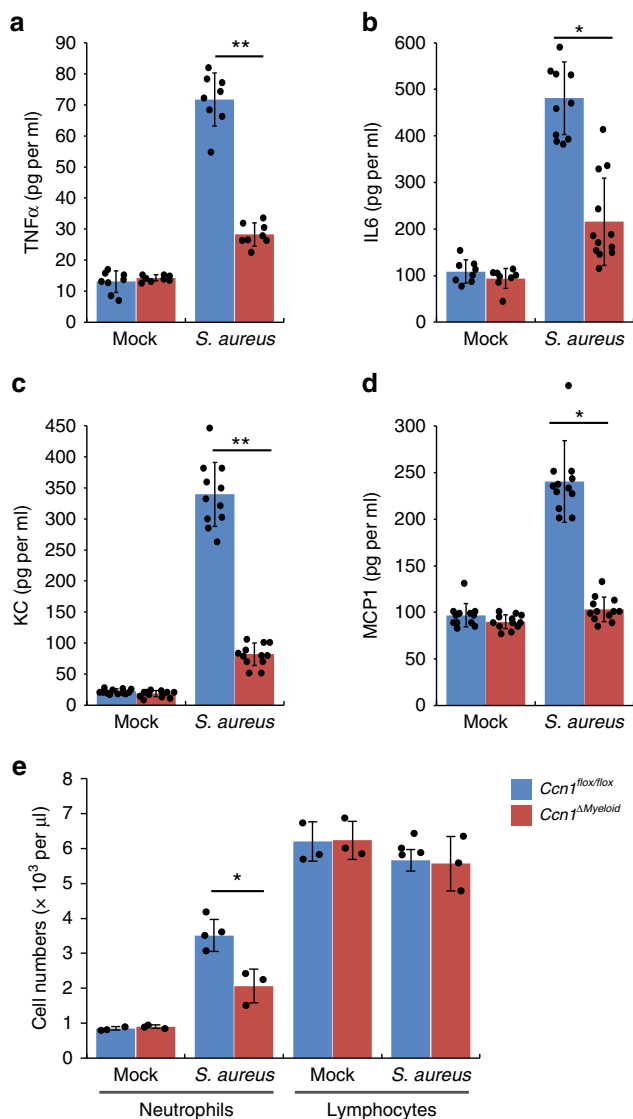 a
TNFα (pg per ml)
90
80
70
60
50
40
30
20
10
0
**
Mock
S. aureus
b
IL6 (pg per ml)
600
500
400
300
200
100
0
*
Mock
S. aureus
c
KC (pg per ml)
450
400
350
300
250
200
150
100
50
0
**
Mock
S. aureus
d
MCP1 (pg per ml)
300
250
200
150
100
50
0
*
Mock
S. aureus
e
Cell numbers (× 10³ per µl)
8
7
6
5
4
3
2
1
0
*
Ccn1^flox/flox
Ccn1^ΔMyeloid
Mock
S. aureus
Mock
S. aureus
Neutrophils
Lymphocytes